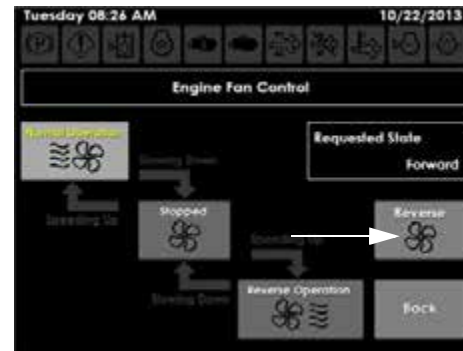 Tuesday 08:26 AM 10/22/2013
Engine Fan Control
Normal Operation
Requested State
Forward
Slowing Down
Speeding Up
Stopped
Reverse
Speeding Up
Slowing Down
Reverse Operation
Back